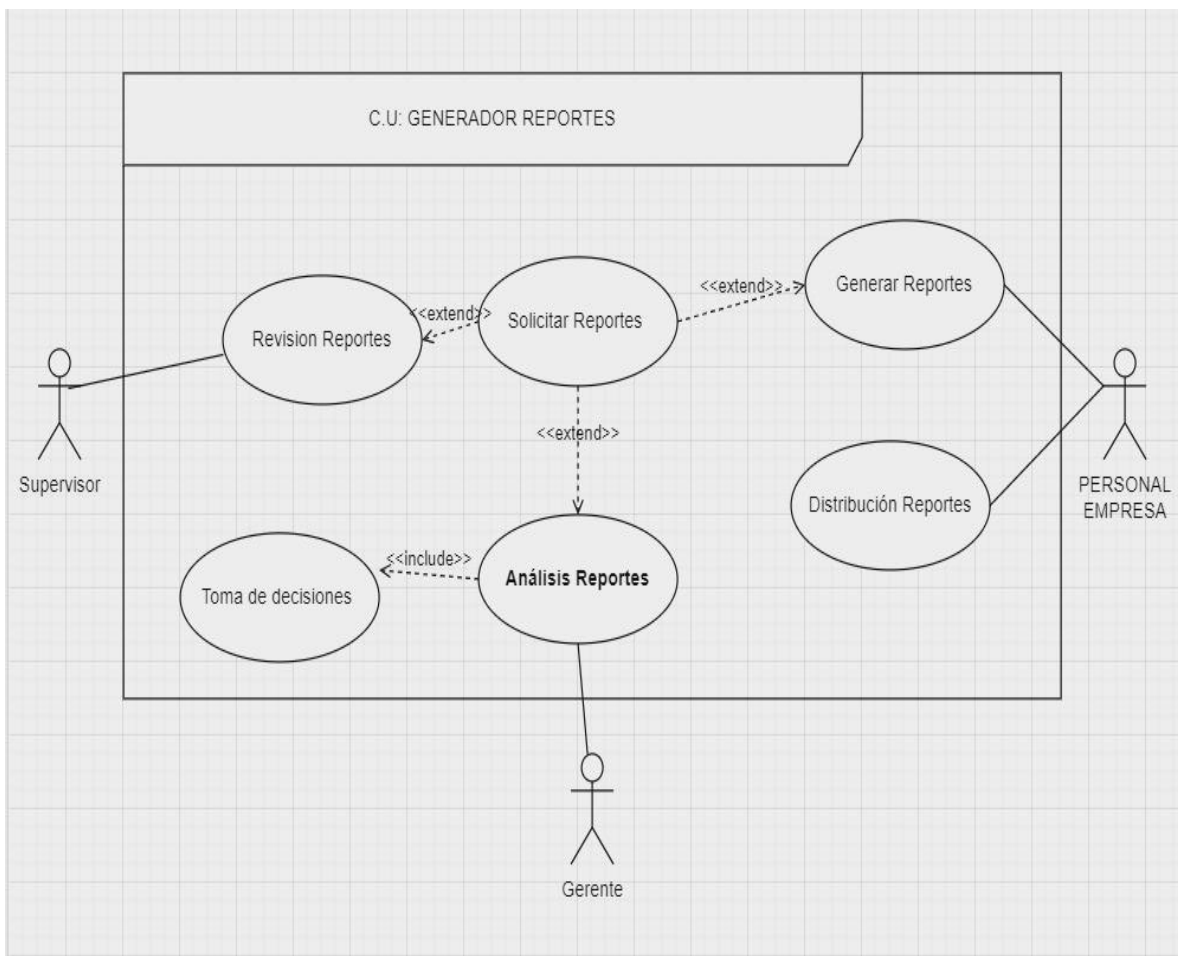 C.U: GENERADOR REPORTES
Generar Reportes
<<extend>>
<<extend>>
Solicitar Reportes
Revision Reportes
<<extend>>
Supervisor
PERSONAL
EMPRESA
Distribución Reportes
<<include>>
Análisis Reportes
Toma de decisiones
Gerente